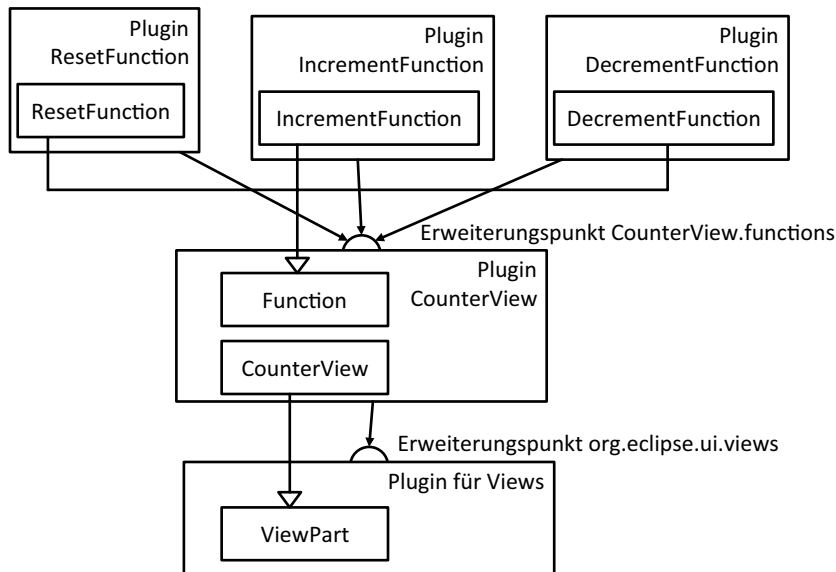 Plugin
ResetFunction
ResetFunction
Plugin
IncrementFunction
IncrementFunction
Plugin
DecrementFunction
DecrementFunction
Erweiterungspunkt CounterView.functions
Plugin
CounterView
Function
CounterView
Erweiterungspunkt org.eclipse.ui.views
Plugin für Views
ViewPart